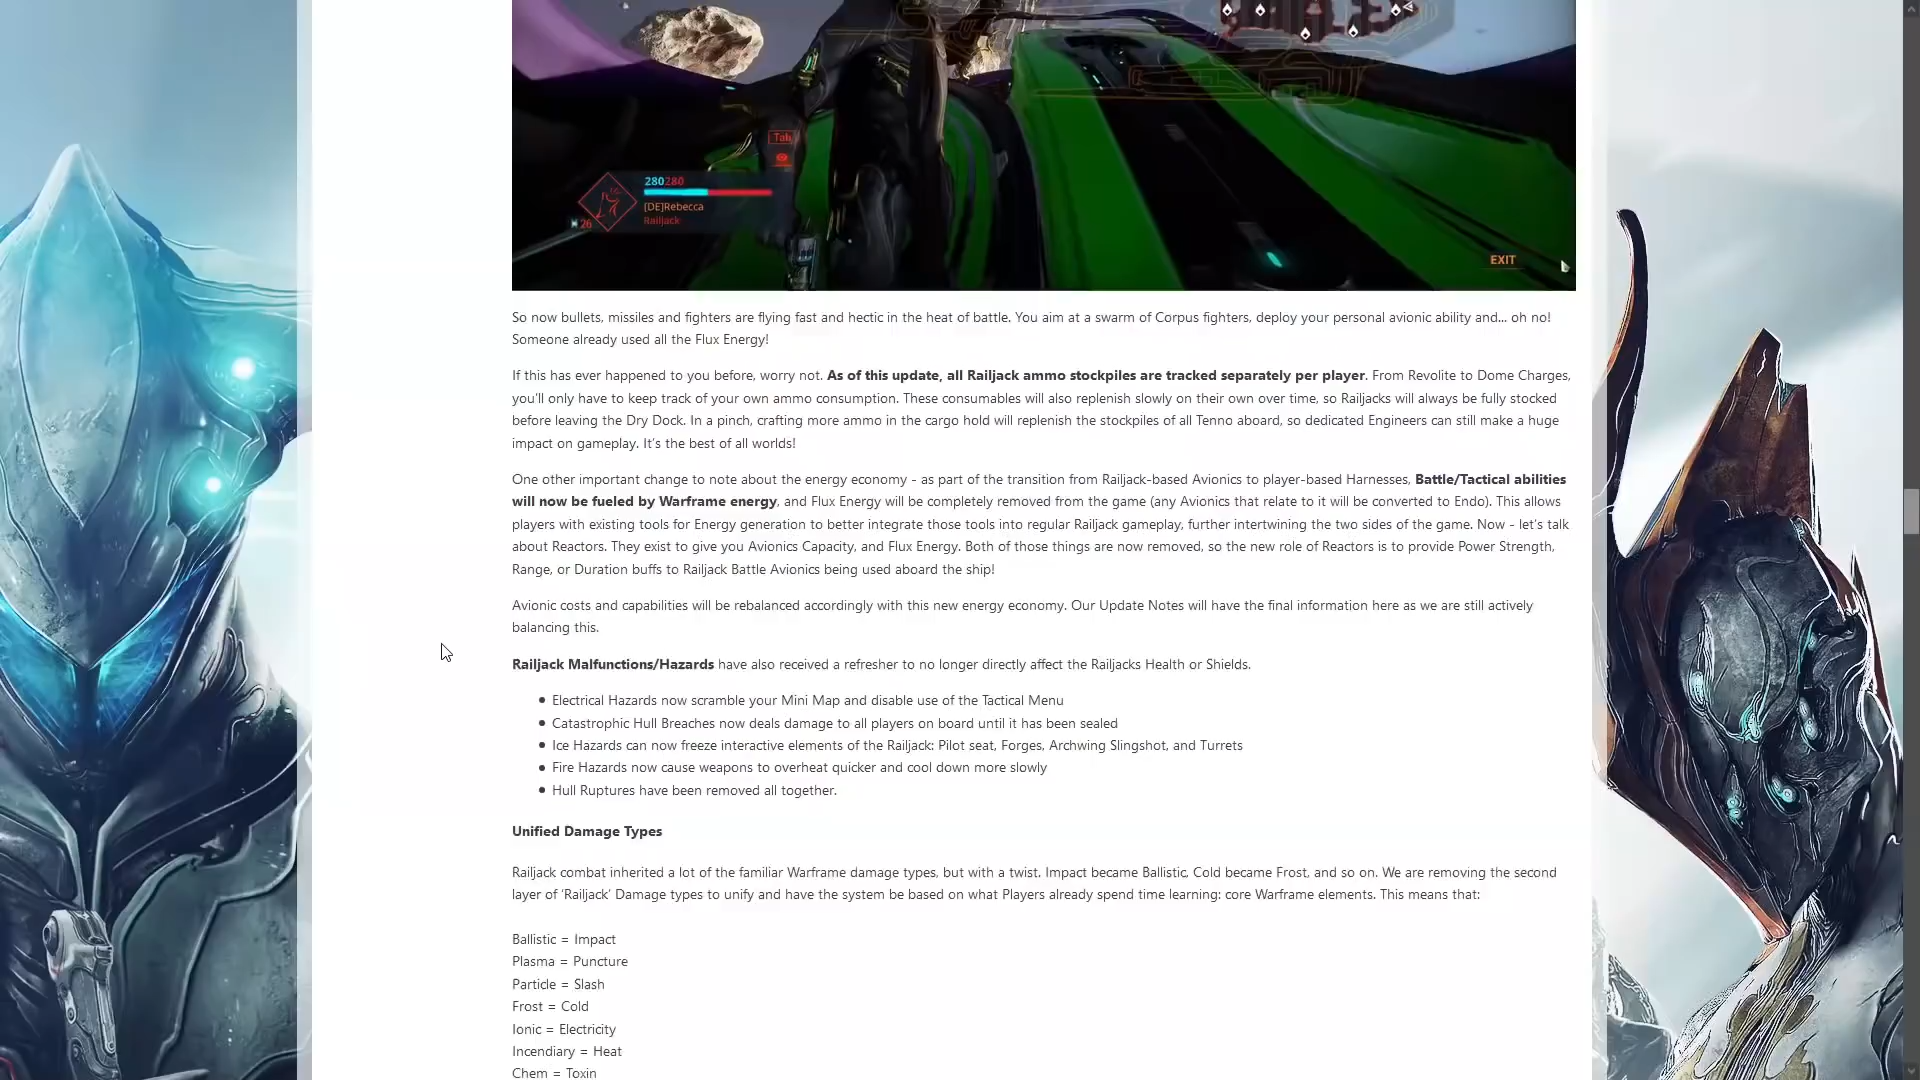 Tab
280280
[DE]Rebecca
Railjack
26
EXIT
So now bullets, missiles and fighters are flying fast and hectic in the heat of battle. You aim at a swarm of Corpus fighters, deploy your personal avionic ability and... oh no!
Someone already used all the Flux Energy!
If this has ever happened to you before, worry not. As of this update, all Railjack ammo stockpiles are tracked separately per player. From Revolite to Dome Charges,
you'll only have to keep track of your own ammo consumption. These consumables will also replenish slowly on their own over time, so Railjacks will always be fully stocked
before leaving the Dry Dock. In a pinch, crafting more ammo in the cargo hold will replenish the stockpiles of all Tenno aboard, so dedicated Engineers can still make a huge
impact on gameplay. It's the best of all worlds!
One other important change to note about the energy economy - as part of the transition from Railjack-based Avionics to player-based Harnesses, Battle/Tactical abilities
will now be fueled by Warframe energy, and Flux Energy will be completely removed from the game (any Avionics that relate to it will be converted to Endo). This allows
players with existing tools for Energy generation to better integrate those tools into regular Railjack gameplay, further intertwining the two sides of the game. Now - let's talk
about Reactors. They exist to give you Avionics Capacity, and Flux Energy. Both of those things are now removed, so the new role of Reactors is to provide Power Strength,
Range, or Duration buffs to Railjack Battle Avionics being used aboard the ship!
Avionic costs and capabilities will be rebalanced accordingly with this new energy economy. Our Update Notes will have the final information here as we are still actively
balancing this.
Railjack Malfunctions/Hazards have also received a refresher to no longer directly affect the Railjacks Health or Shields.
• Electrical Hazards now scramble your Mini Map and disable use of the Tactical Menu
• Catastrophic Hull Breaches now deals damage to all players on board until it has been sealed
• Ice Hazards can now freeze interactive elements of the Railjack: Pilot seat, Forges, Archwing Slingshot, and Turrets
• Fire Hazards now cause weapons to overheat quicker and cool down more slowly
• Hull Ruptures have been removed all together.
Unified Damage Types
Railjack combat inherited a lot of the familiar Warframe damage types, but with a twist. Impact became Ballistic, Cold became Frost, and so on. We are removing the second
layer of 'Railjack' Damage types to unify and have the system be based on what Players already spend time learning: core Warframe elements. This means that:
Ballistic = Impact
Plasma = Puncture
Particle = Slash
Frost = Cold
Ionic = Electricity
Incendiary = Heat
Chem = Toxin